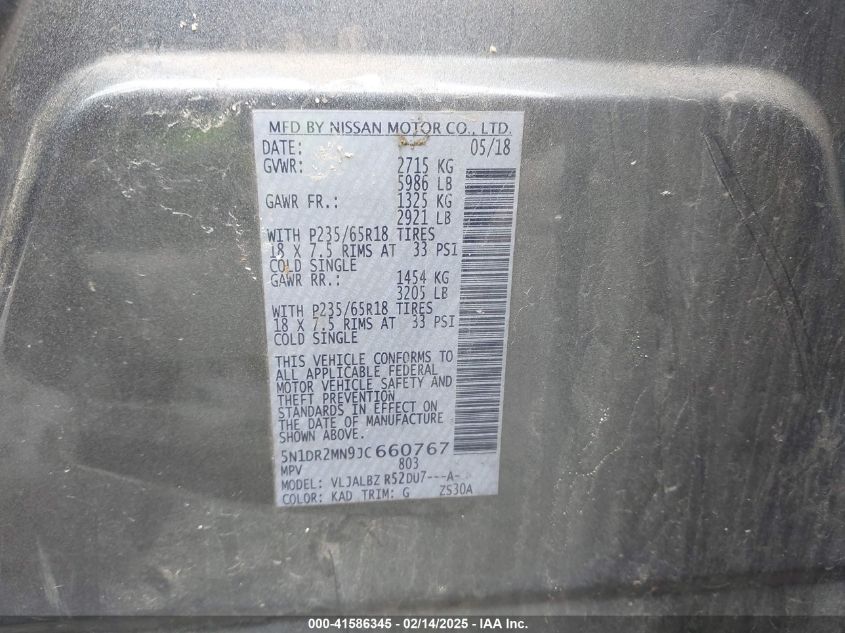 MFD BY NISSAN MOTOR CO., LTD.
DATE: 05/18
GVWR: 2715 KG
5986 LB
GAWR FR.: 1325 KG
2921 LB
WITH P235/65R18 TIRES
18 X 7.5 RIMS AT 33 PSI
COLD SINGLE
GAWR RR.: 1454 KG
3205 LB
WITH P235/65R18 TIRES
18 X 7.5 RIMS AT 33 PSI
COLD SINGLE
THIS VEHICLE CONFORMS TO
ALL APPLICABLE FEDERAL
MOTOR VEHICLE SAFETY AND
THEFT PREVENTION
STANDARDS IN EFFECT ON
THE DATE OF MANUFACTURE
SHOWN ABOVE.
5N1DR2MN9JC660767
MPV 803
MODEL: VLJALBZ R52DU7---A-
COLOR: KAD TRIM: G ZS30A
000-41586345 - 02/14/2025 - IAA Inc.